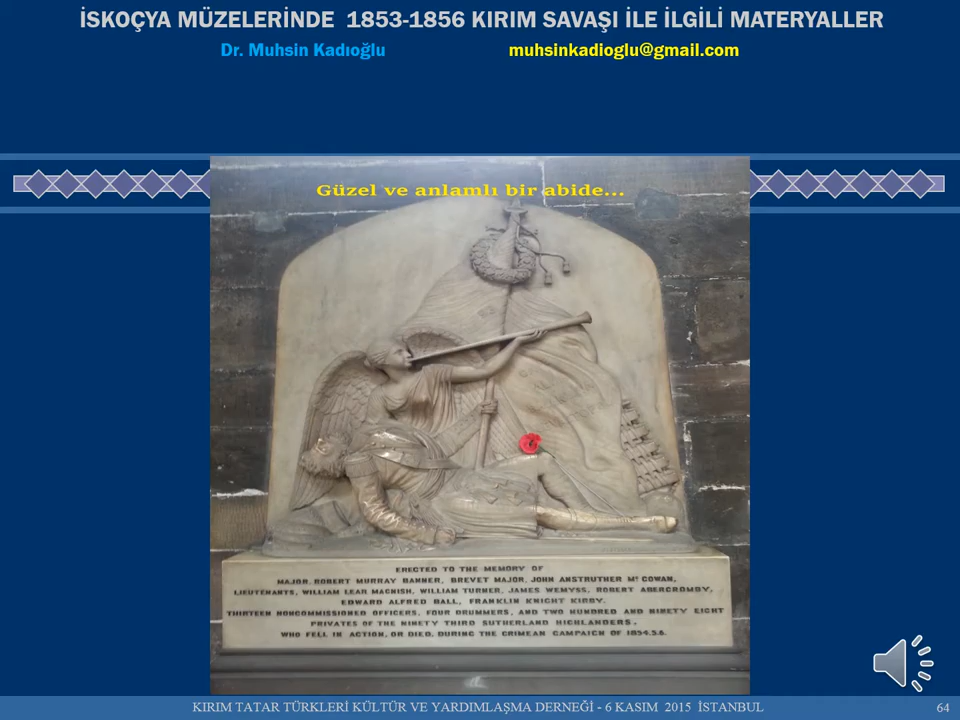 İSKOÇYA MÜZELERİNDE 1853-1856 KIRIM SAVAŞI İLE İLGİLİ MATERYALLER
Dr. Muhsin Kadıoğlu muhsinkadioglu@gmail.com
Güzel ve anlamlı bir abide...
ERECTED TO THE MEMORY OF
MAJOR. ROBERT MURRAY BANNER, BREVET MAJOR. JOHN ANSTRUTHER Mc COWAN,
LIEUTENANTS, WILLIAM LEAR MACNISH, WILLIAM TURNER, JAMES WEMYSS, ROBERT ABERCROMBY,
EDWARD ALFRED BALL, FRANKLIN KNIGHT KIRBY.
THIRTEEN NONCOMMISSIONED OFFICERS, FOUR DRUMMERS, AND TWO HUNDRED AND NINETY EIGHT
PRIVATES OF THE NINETY THIRD SUTHERLAND HIGHLANDERS.
WHO FELL IN ACTION, OR DIED, DURING THE CRIMEAN CAMPAIGN OF 1854.5.6.
KIRIM TATAR TÜRKLERİ KÜLTÜR VE YARDIMLAŞMA DERNEĞİ - 6 KASIM 2015 İSTANBUL 64